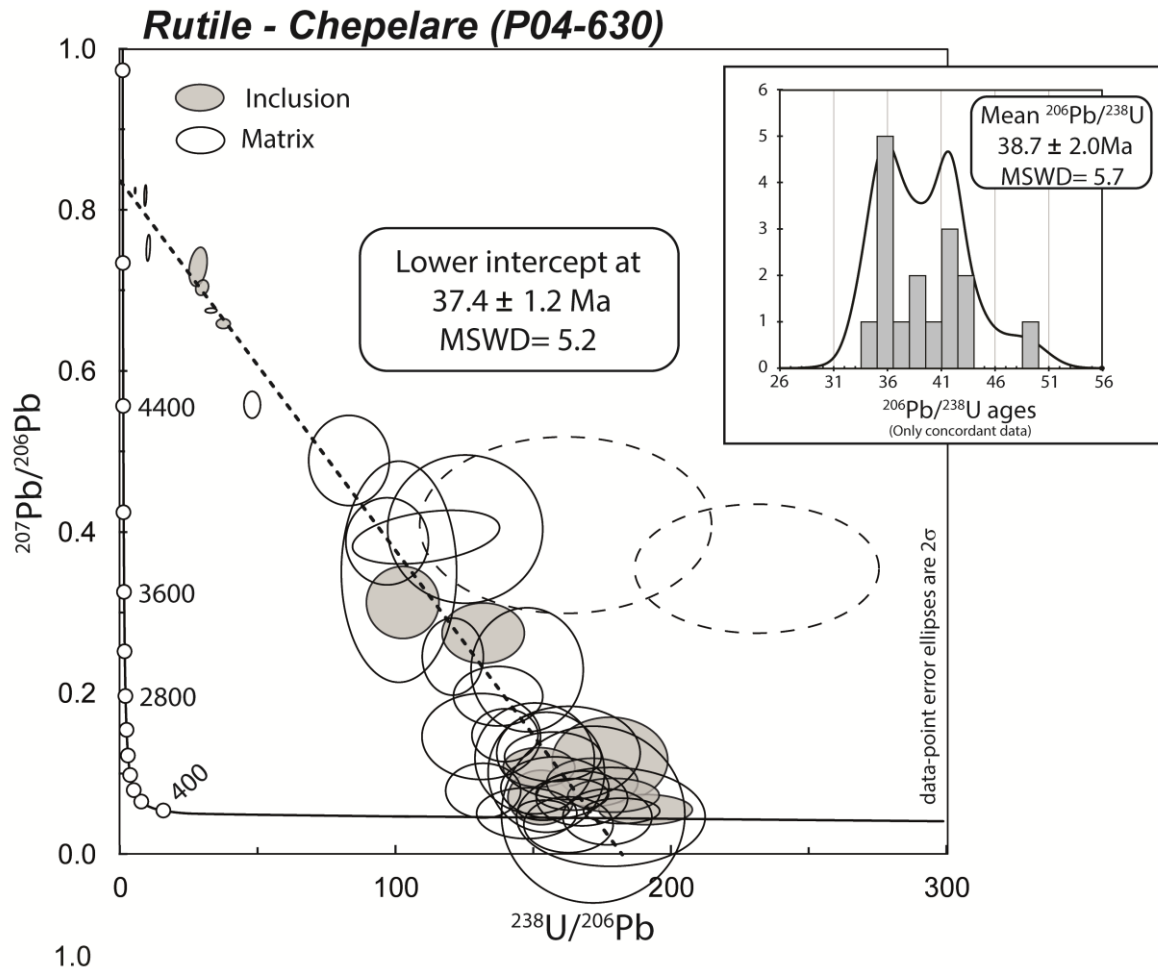 Rutile - Chepelare (P04-630)
1.0
0.8
0.6
0.4
0.2
0.0
²⁰⁷Pb/²⁰⁶Pb
Inclusion
Matrix
4400
3600
2800
400
Lower intercept at
37.4 ± 1.2 Ma
MSWD= 5.2
6
5
4
3
2
1
0
Mean ²⁰⁶Pb/²³⁸U
38.7 ± 2.0Ma
MSWD= 5.7
26 31 36 41 46 51 56
²⁰⁶Pb/²³⁸U ages
(Only concordant data)
data-point error ellipses are 2σ
0 100 200 300
²³⁸U/²⁰⁶Pb
1.0